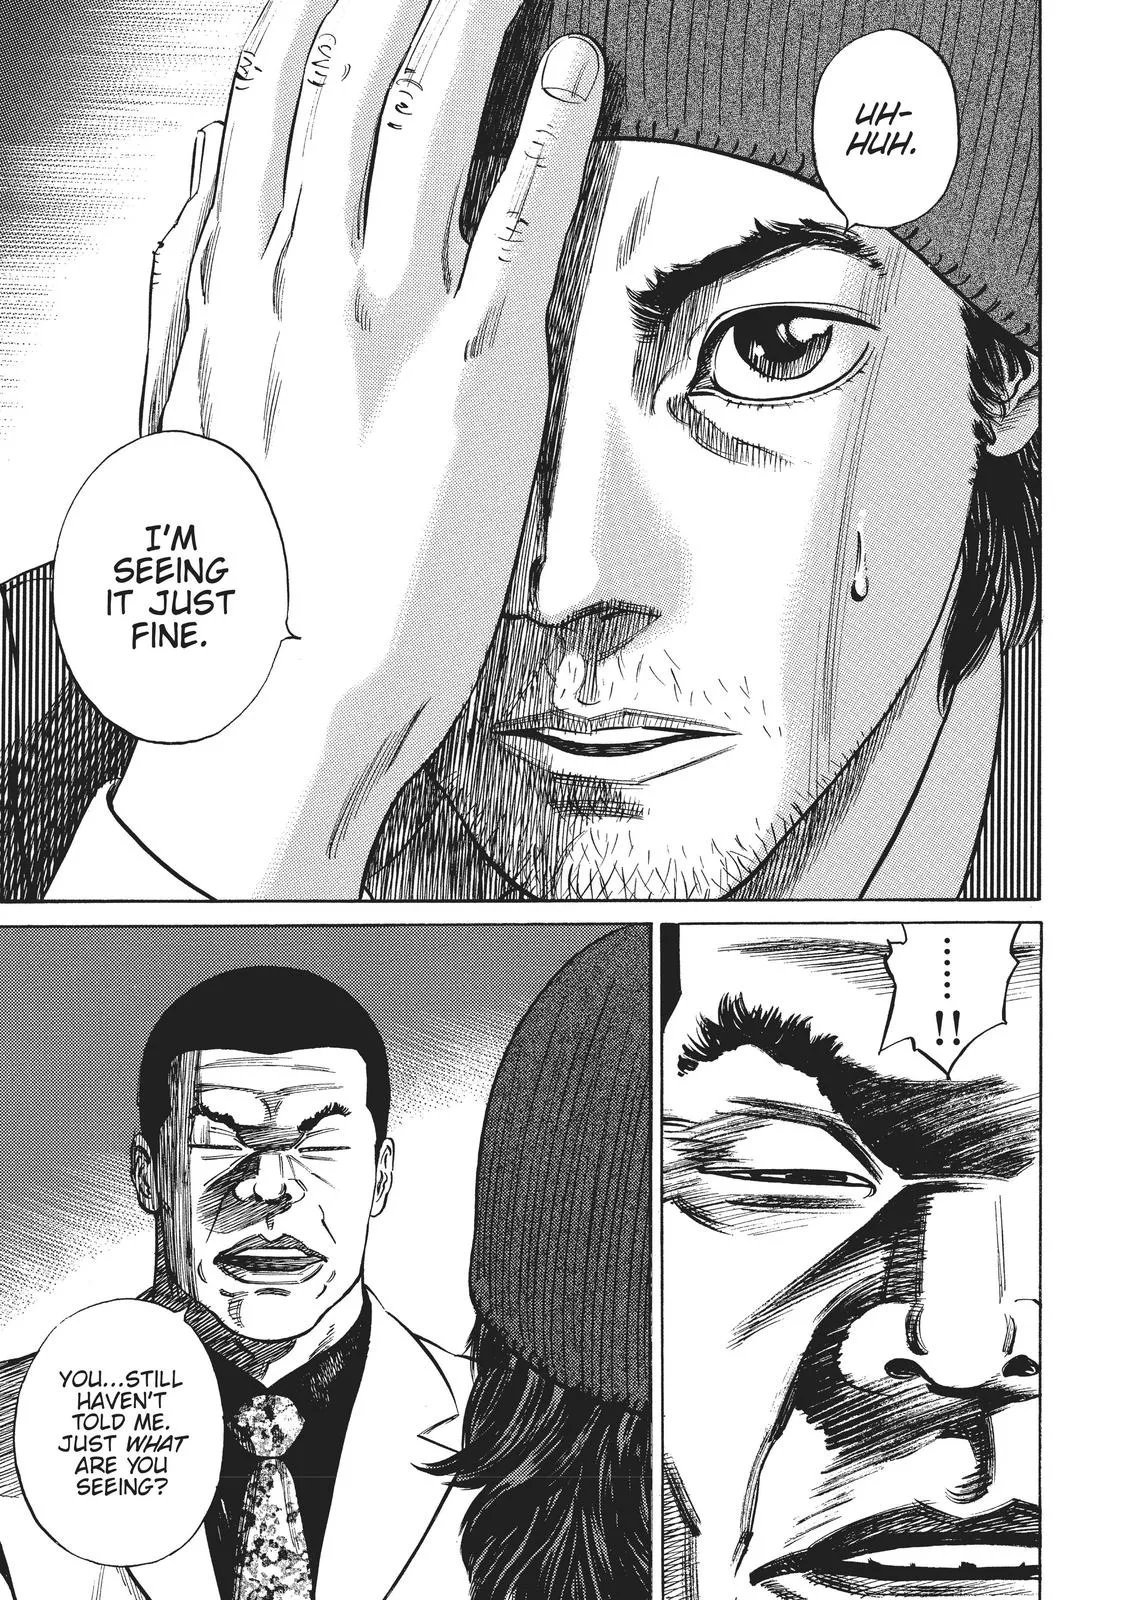 UH-
HUH.
I'M
SEEING
IT JUST
FINE.
......
!!
YOU...STILL
HAVEN'T
TOLD ME.
JUST WHAT
ARE YOU
SEEING?